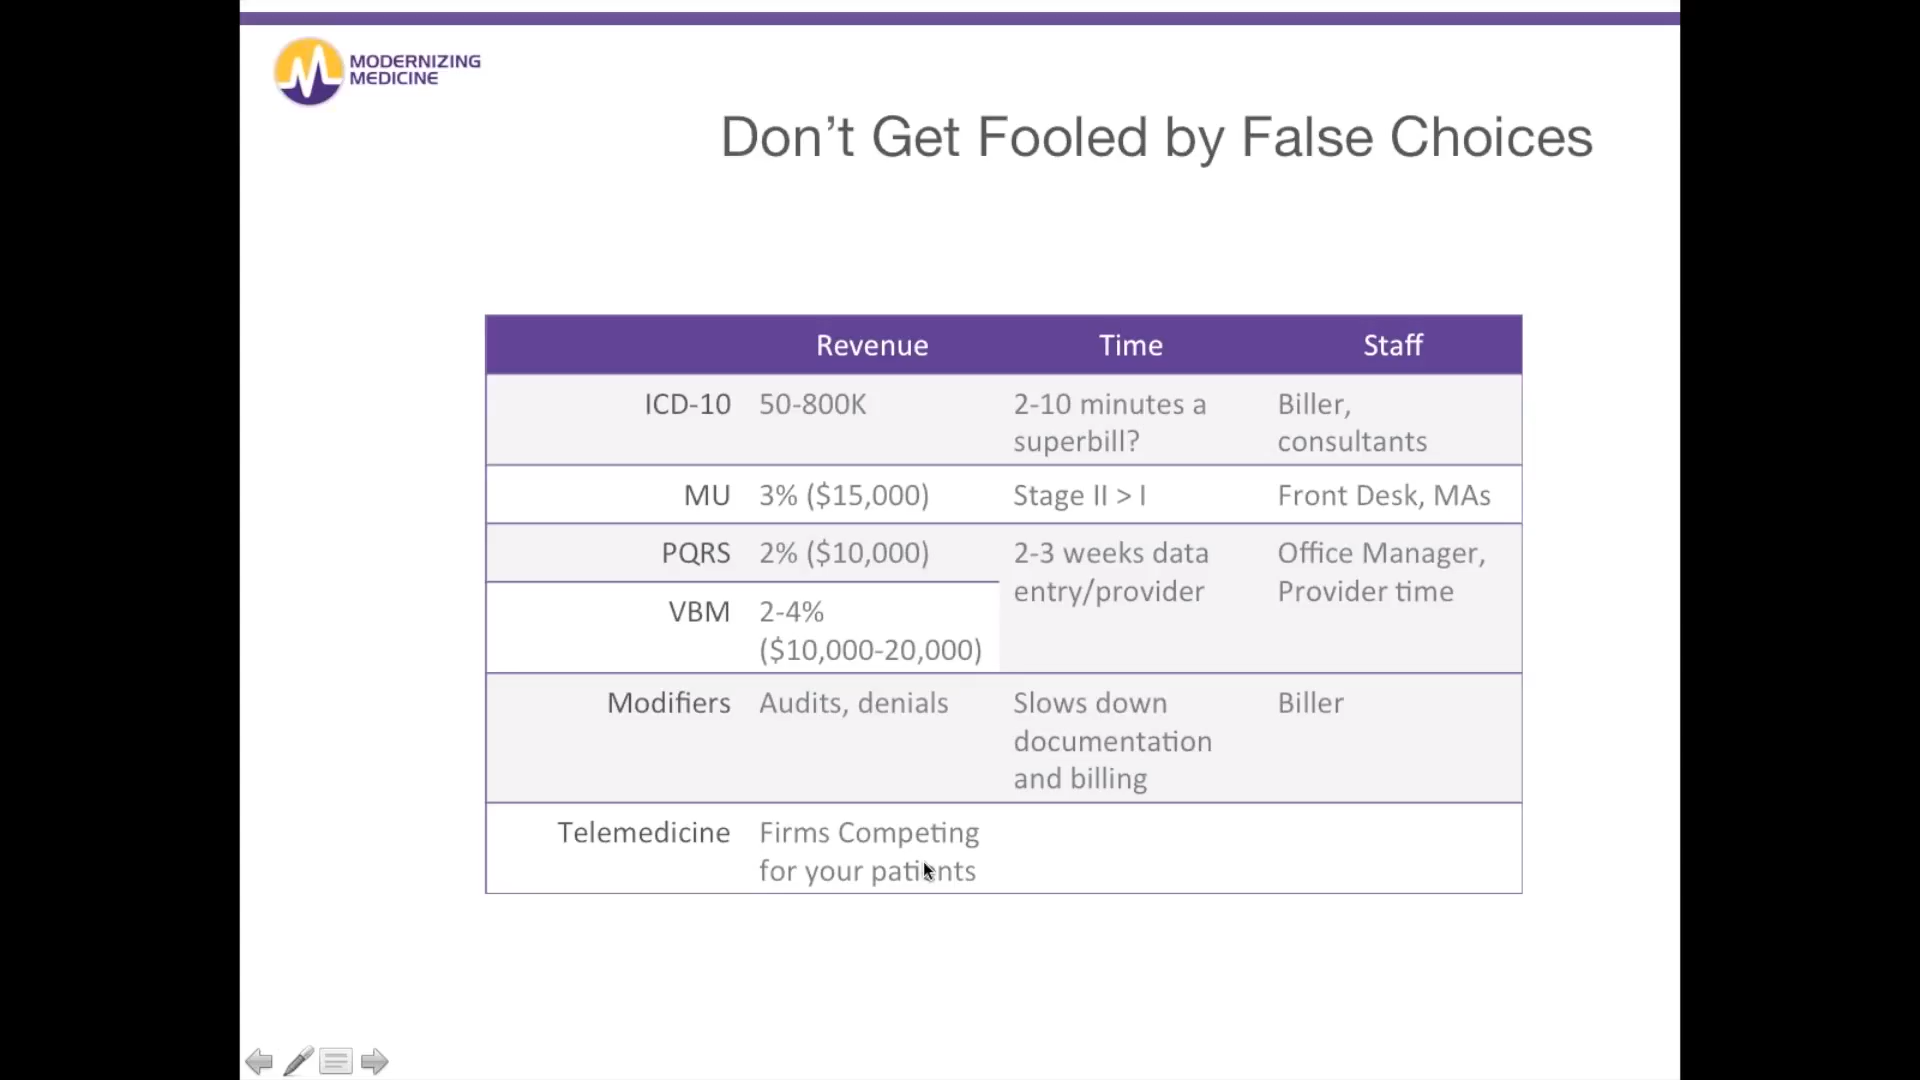 MODERNIZING
MEDICINE
Don't Get Fooled by False Choices
Revenue Time Staff
ICD-10 50-800K 2-10 minutes a Biller,
superbill? consultants
MU 3% ($15,000) Stage II > I Front Desk, MAs
PQRS 2% ($10,000) 2-3 weeks data Office Manager,
entry/provider Provider time
VBM 2-4%
($10,000-20,000)
Modifiers Audits, denials Slows down Biller
documentation
and billing
Telemedicine Firms Competing
for your patients